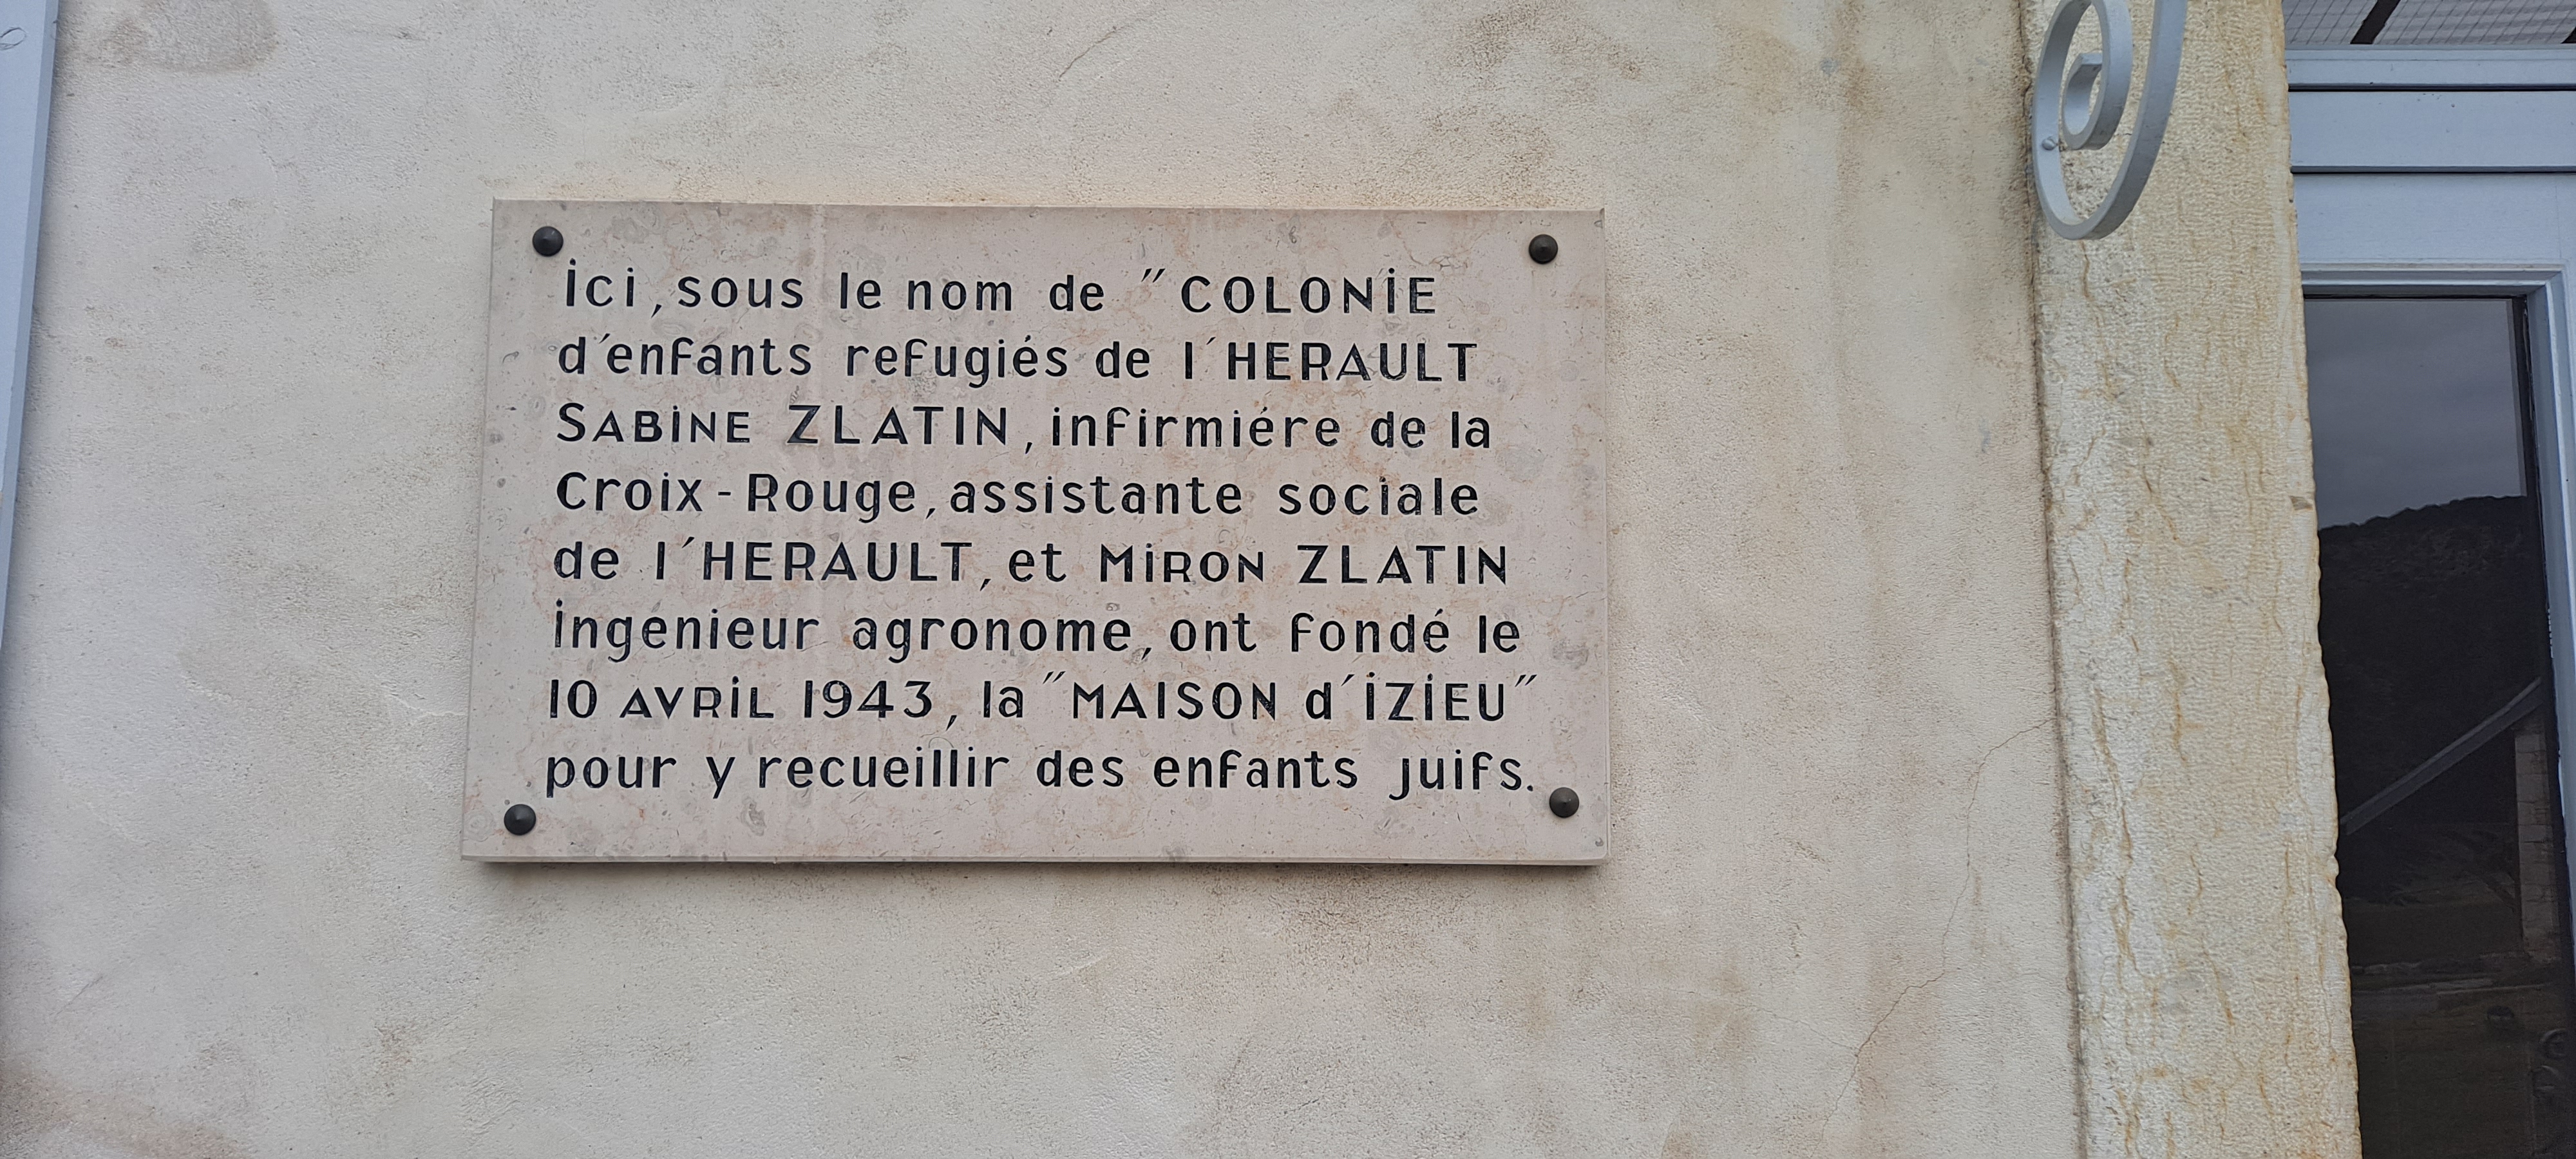 ici, sous le nom de "COLONiE
d'enfants refugiés de l'HERAULT
SABiNE ZLATIN, infirmiére de la
Croix-Rouge, assistante sociale
de l'HERAULT, et MiRON ZLATIN
ingenieur agronome, ont fondé le
10 AVRiL 1943, la "MAISON d'iZiEU"
pour y recueillir des enfants juifs.